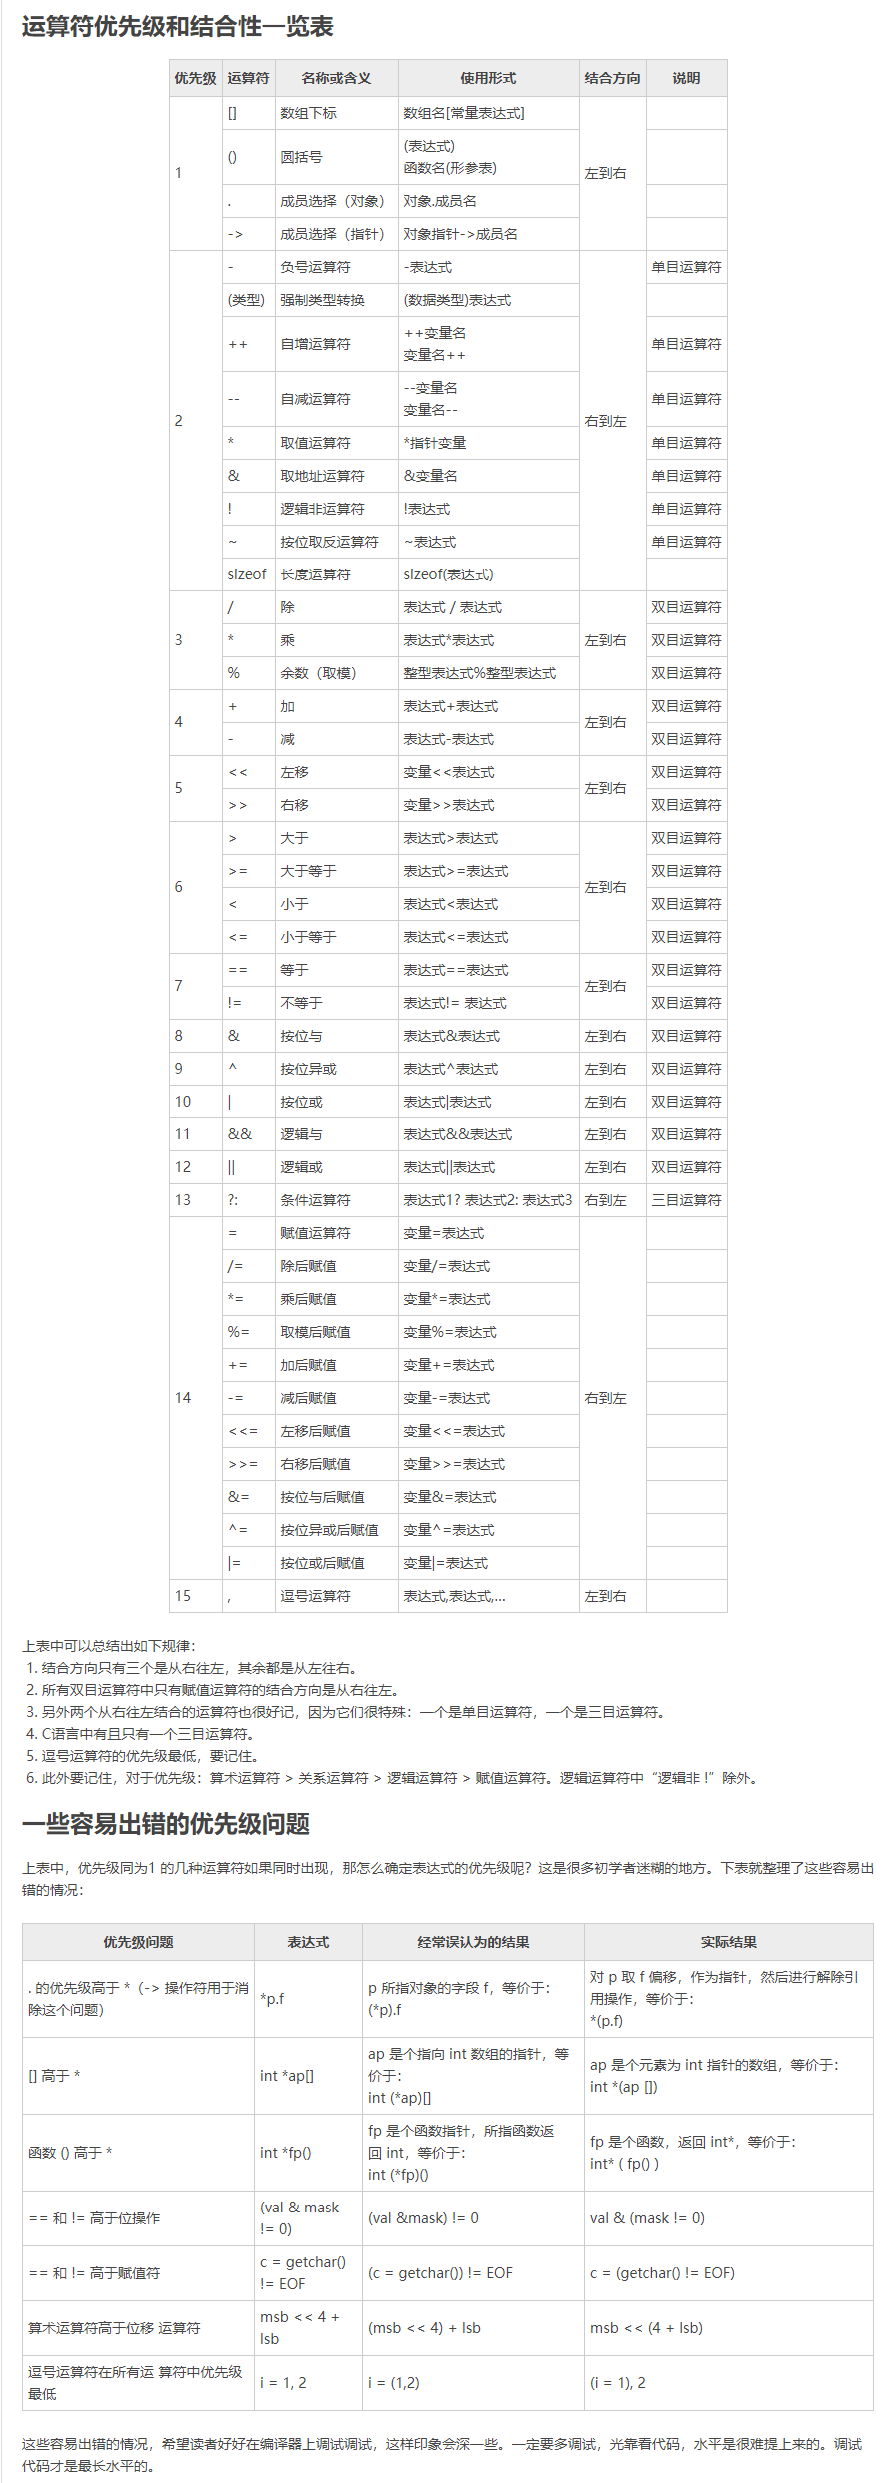 运算符优先级和结合性一览表
优先级 运算符 名称或含义 使用形式 结合方向 说明
1 [] 数组下标 数组名[常量表达式] 左到右
() 圆括号 (表达式)
函数名(形参表)
. 成员选择（对象） 对象.成员名
-> 成员选择（指针） 对象指针->成员名
2 - 负号运算符 -表达式 右到左 单目运算符
(类型) 强制类型转换 (数据类型)表达式
++ 自增运算符 ++变量名
变量名++ 单目运算符
-- 自减运算符 --变量名
变量名-- 单目运算符
* 取值运算符 *指针变量 单目运算符
& 取地址运算符 &变量名 单目运算符
! 逻辑非运算符 !表达式 单目运算符
~ 按位取反运算符 ~表达式 单目运算符
sizeof 长度运算符 sizeof(表达式)
3 / 除 表达式 / 表达式 左到右 双目运算符
* 乘 表达式*表达式 双目运算符
% 余数（取模） 整型表达式%整型表达式 双目运算符
4 + 加 表达式+表达式 左到右 双目运算符
- 减 表达式-表达式 双目运算符
5 << 左移 变量<<表达式 左到右 双目运算符
>> 右移 变量>>表达式 双目运算符
6 > 大于 表达式>表达式 左到右 双目运算符
>= 大于等于 表达式>=表达式 双目运算符
< 小于 表达式<表达式 双目运算符
<= 小于等于 表达式<=表达式 双目运算符
7 == 等于 表达式==表达式 左到右 双目运算符
!= 不等于 表达式!= 表达式 双目运算符
8 & 按位与 表达式&表达式 左到右 双目运算符
9 ^ 按位异或 表达式^表达式 左到右 双目运算符
10 | 按位或 表达式|表达式 左到右 双目运算符
11 && 逻辑与 表达式&&表达式 左到右 双目运算符
12 || 逻辑或 表达式||表达式 左到右 双目运算符
13 ?: 条件运算符 表达式1? 表达式2: 表达式3 右到左 三目运算符
14 = 赋值运算符 变量=表达式 右到左
/= 除后赋值 变量/=表达式
*= 乘后赋值 变量*=表达式
%= 取模后赋值 变量%=表达式
+= 加后赋值 变量+=表达式
-= 减后赋值 变量-=表达式
<<= 左移后赋值 变量<<=表达式
>>= 右移后赋值 变量>>=表达式
&= 按位与后赋值 变量&=表达式
^= 按位异或后赋值 变量^=表达式
|= 按位或后赋值 变量|=表达式
15 , 逗号运算符 表达式,表达式,... 左到右
上表中可以总结出如下规律：
1. 结合方向只有三个是从右往左，其余都是从左往右。
2. 所有双目运算符中只有赋值运算符的结合方向是从右往左。
3. 另外两个从右往左结合的运算符也很好记，因为它们很特殊：一个是单目运算符，一个是三目运算符。
4. C语言中有且只有一个三目运算符。
5. 逗号运算符的优先级最低，要记住。
6. 此外要记住，对于优先级：算术运算符 > 关系运算符 > 逻辑运算符 > 赋值运算符。逻辑运算符中“逻辑非 !”除外。
一些容易出错的优先级问题
上表中，优先级同为1 的几种运算符如果同时出现，那怎么确定表达式的优先级呢？这是很多初学者迷糊的地方。下表就整理了这些容易出
错的情况：
优先级问题 表达式 经常误认为的结果 实际结果
. 的优先级高于 *（-> 操作符用于消
除这个问题） *p.f p 所指对象的字段 f，等价于：
(*p).f 对 p 取 f 偏移，作为指针，然后进行解除引
用操作，等价于：
*(p.f)
[] 高于 * int *ap[] ap 是个指向 int 数组的指针，等
价于：
int (*ap)[] ap 是个元素为 int 指针的数组，等价于：
int *(ap [])
函数 () 高于 * int *fp() fp 是个函数指针，所指函数返
回 int，等价于：
int (*fp)() fp 是个函数，返回 int*，等价于：
int* ( fp() )
== 和 != 高于位操作 (val & mask
!= 0) (val &mask) != 0 val & (mask != 0)
== 和 != 高于赋值符 c = getchar()
!= EOF (c = getchar()) != EOF c = (getchar() != EOF)
算术运算符高于位移 运算符 msb << 4 +
lsb (msb << 4) + lsb msb << (4 + lsb)
逗号运算符在所有运 算符中优先级
最低 i = 1, 2 i = (1,2) (i = 1), 2
这些容易出错的情况，希望读者好好在编译器上调试调试，这样印象会深一些。一定要多调试，光靠看代码，水平是很难提上来的。调试
代码才是最长水平的。